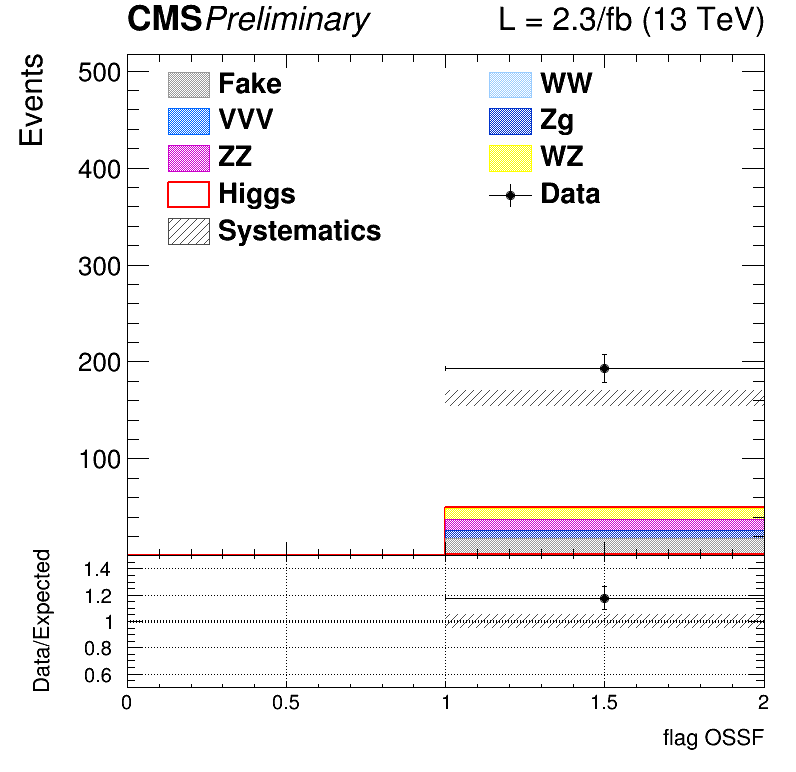 CMS Preliminary L = 2.3/fb (13 TeV)
Events
500
400
300
200
100
Fake
VVV
ZZ
Higgs
Systematics
WW
Zg
WZ
Data
Data/Expected
1.4
1.2
1
0.8
0.6
0 0.5 1 1.5 2
flag OSSF